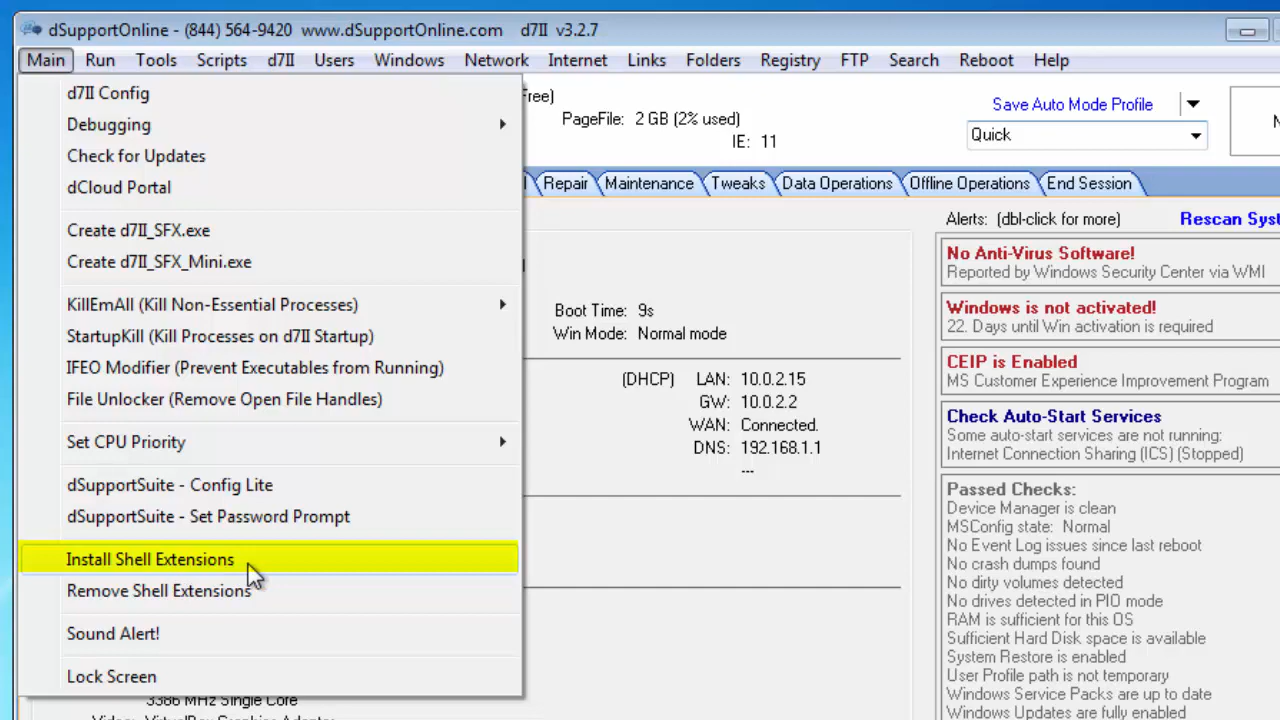 dSupportOnline - (844) 564-9420 www.dSupportOnline.com d7II v3.2.7
Main Run Tools Scripts d7II Users Windows Network Internet Links Folders Registry FTP Search Reboot Help
d7II Config
Debugging
Check for Updates
dCloud Portal
Create d7II_SFX.exe
Create d7II_SFX_Mini.exe
KillEmAll (Kill Non-Essential Processes)
StartupKill (Kill Processes on d7II Startup)
IFEO Modifier (Prevent Executables from Running)
File Unlocker (Remove Open File Handles)
Set CPU Priority
dSupportSuite - Config Lite
dSupportSuite - Set Password Prompt
Install Shell Extensions
Remove Shell Extensions
Sound Alert!
Lock Screen
3386 MHz Single Core
Free)
PageFile: 2 GB (2% used)
IE: 11
Save Auto Mode Profile
Quick
Repair Maintenance Tweaks Data Operations Offline Operations End Session
Boot Time: 9s
Win Mode: Normal mode
(DHCP) LAN: 10.0.2.15
GW: 10.0.2.2
WAN: Connected.
DNS: 192.168.1.1
---
Alerts: (dbl-click for more) Rescan Syst
No Anti-Virus Software!
Reported by Windows Security Center via WMI
Windows is not activated!
22. Days until Win activation is required
CEIP is Enabled
MS Customer Experience Improvement Program
Check Auto-Start Services
Some auto-start services are not running:
Internet Connection Sharing (ICS) (Stopped)
Passed Checks:
Device Manager is clean
MSConfig state: Normal
No Event Log issues since last reboot
No crash dumps found
No dirty volumes detected
No drives detected in PIO mode
RAM is sufficient for this OS
Sufficient Hard Disk space is available
System Restore is enabled
User Profile path is not temporary
Windows Service Packs are up to date
Windows Updates are fully enabled